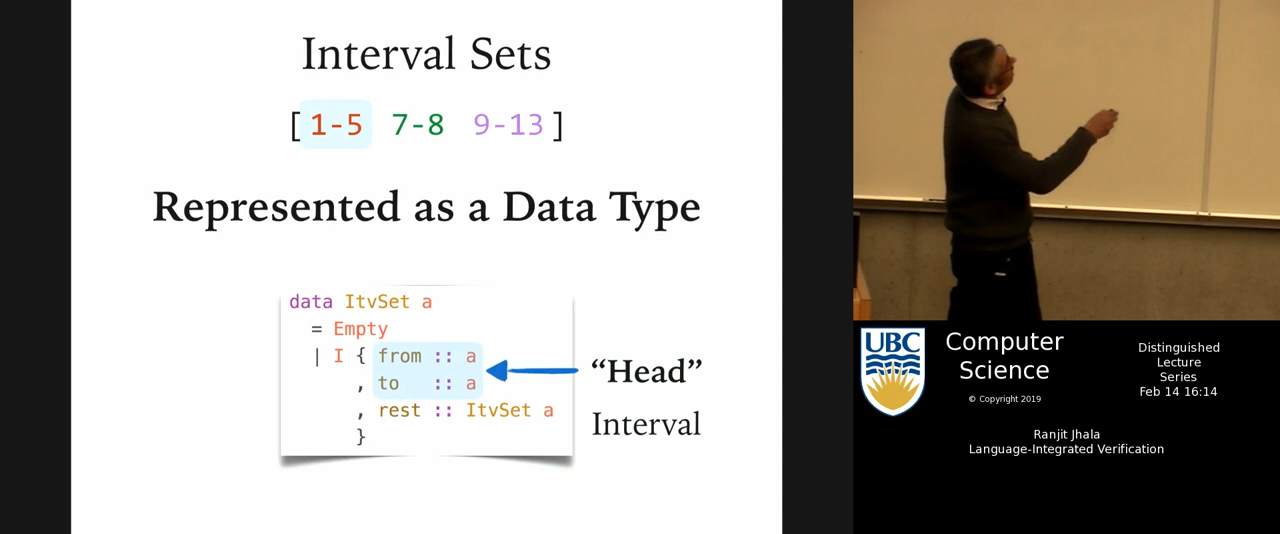 Interval Sets
[ 1-5 7-8 9-13 ]
Represented as a Data Type
data ItvSet a
= Empty
| I { from :: a
, to :: a
, rest :: ItvSet a
}
“Head”
Interval
UBC
Computer
Science
© Copyright 2019
Distinguished
Lecture
Series
Feb 14 16:14
Ranjit Jhala
Language-Integrated Verification